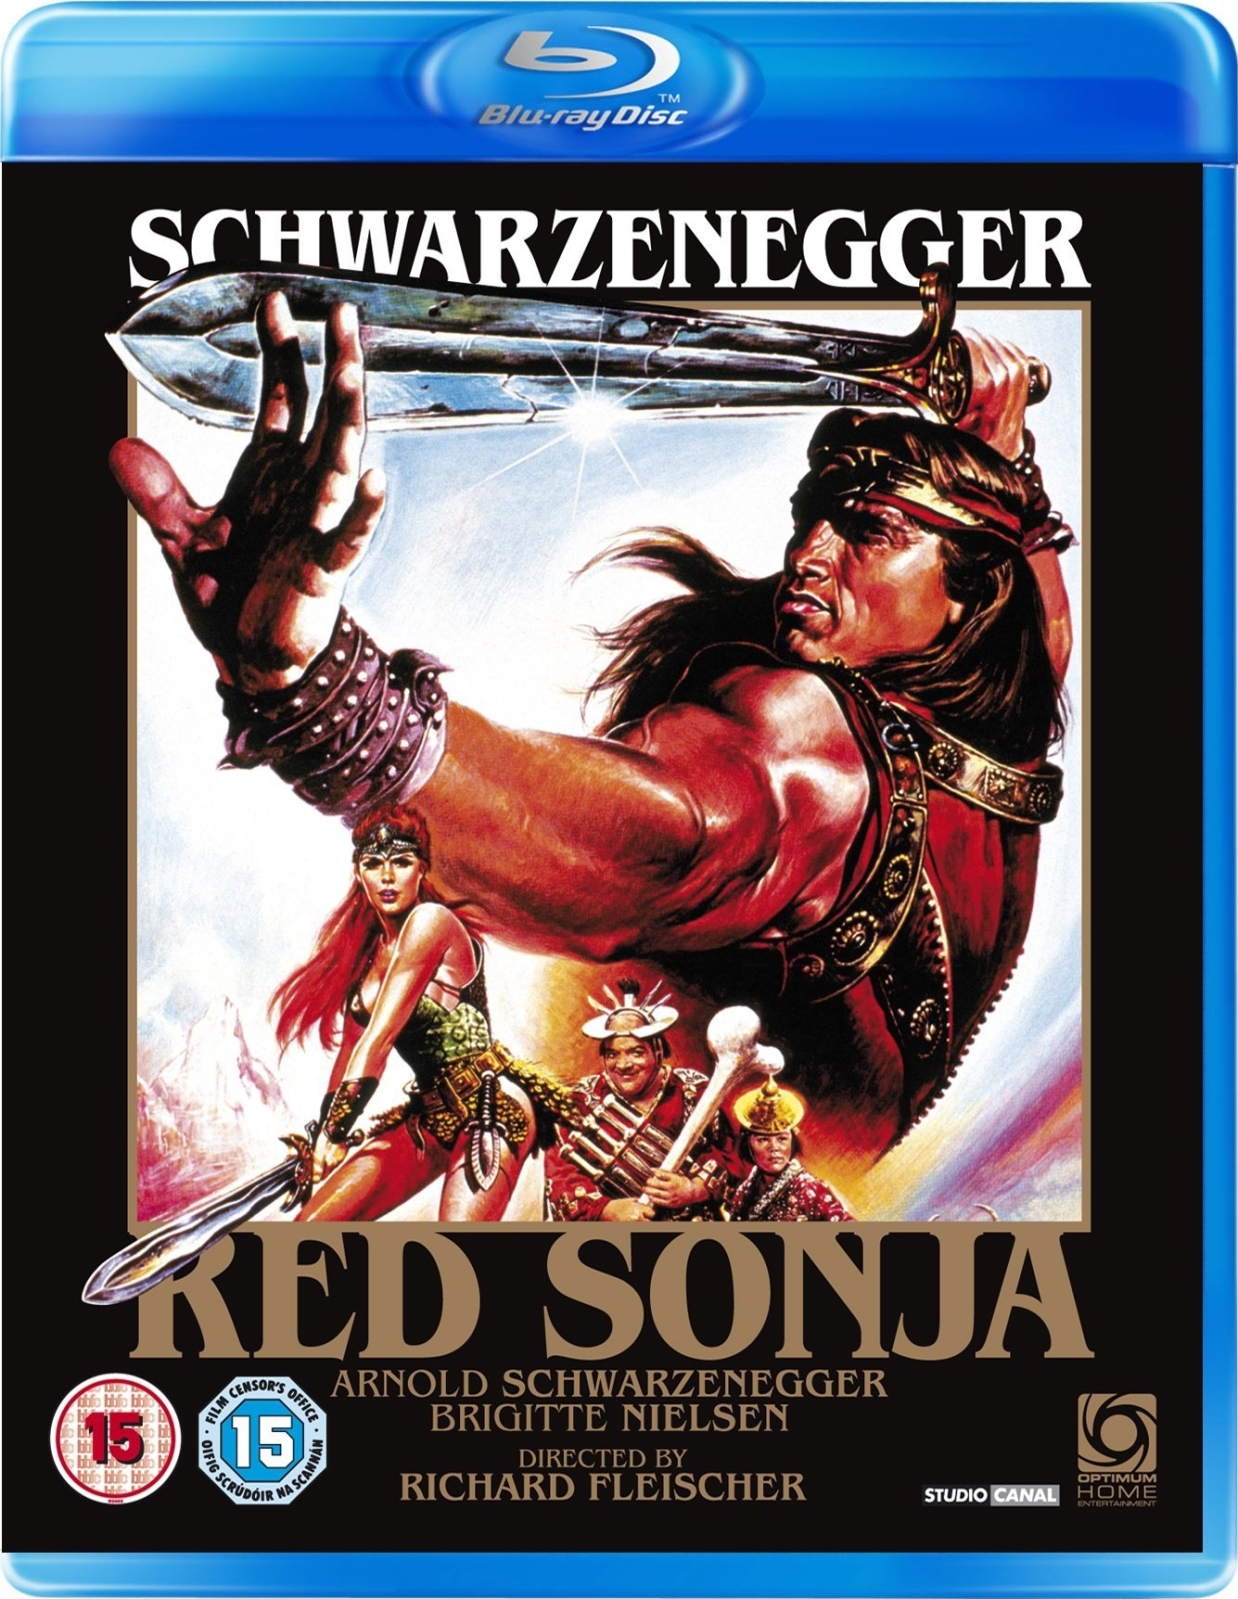 Blu-ray Disc™
SCHWARZENEGGER
RED SONJA
ARNOLD SCHWARZENEGGER
BRIGITTE NIELSEN
DIRECTED BY
RICHARD FLEISCHER
15
FILM CENSOR'S OFFICE
15
OIFIG SCRÚDÓIR NA SCANNÁN
STUDIO CANAL
OPTIMUM
HOME
ENTERTAINMENT